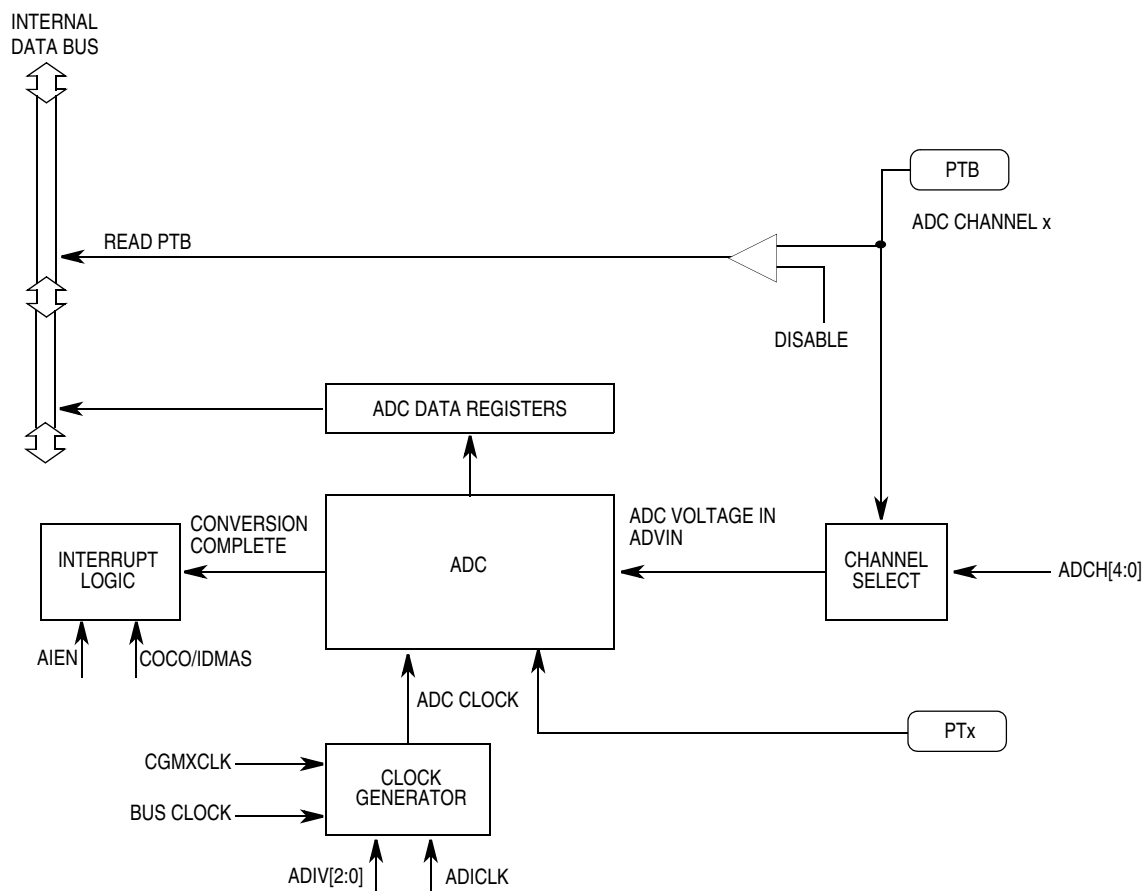 INTERNAL
DATA BUS
PTB
ADC CHANNEL x
READ PTB
DISABLE
ADC DATA REGISTERS
CONVERSION
COMPLETE
INTERRUPT
LOGIC
ADC
ADC VOLTAGE IN
ADVIN
CHANNEL
SELECT
ADCH[4:0]
AIEN
COCO/IDMAS
ADC CLOCK
PTx
CGMXCLK
CLOCK
GENERATOR
BUS CLOCK
ADIV[2:0]
ADICLK